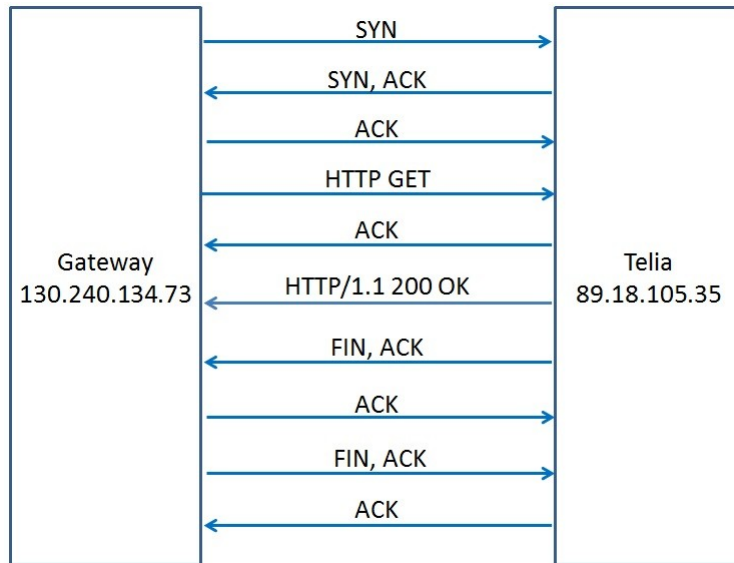 SYN
SYN, ACK
ACK
HTTP GET
ACK
Gateway
130.240.134.73
HTTP/1.1 200 OK
Telia
89.18.105.35
FIN, ACK
ACK
FIN, ACK
ACK